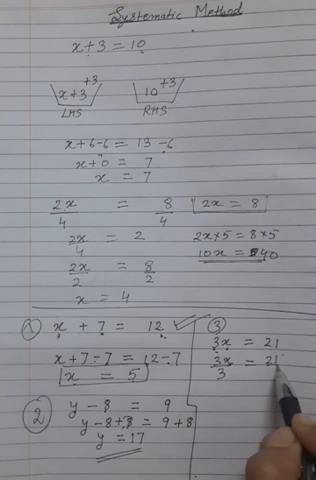 Systematic Method
x+3 = 10
x+3 +3   10 +3
LHS   RHS
x+6-6 = 13-6
x+0 = 7
x = 7
2x/4 = 8/4   2x = 8
2x/4 = 2   2x×5 = 8×5
2x/2 = 8/2   10x = 40
x = 4
① x + 7 = 12 ✓
x+7-7 = 12-7
x = 5
② y - 8 = 9
y-8+8 = 9+8
y = 17
③
3x = 21
3x/3 = 21